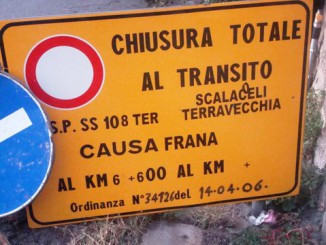 CHIUSURA TOTALE
AL TRANSITO
SCALACELI
S.P. SS 108 TER TERRAVECCHIA
CAUSA FRANA
AL KM 6 +600 AL KM +
Ordinanza N° 34126 del 14.04.06.